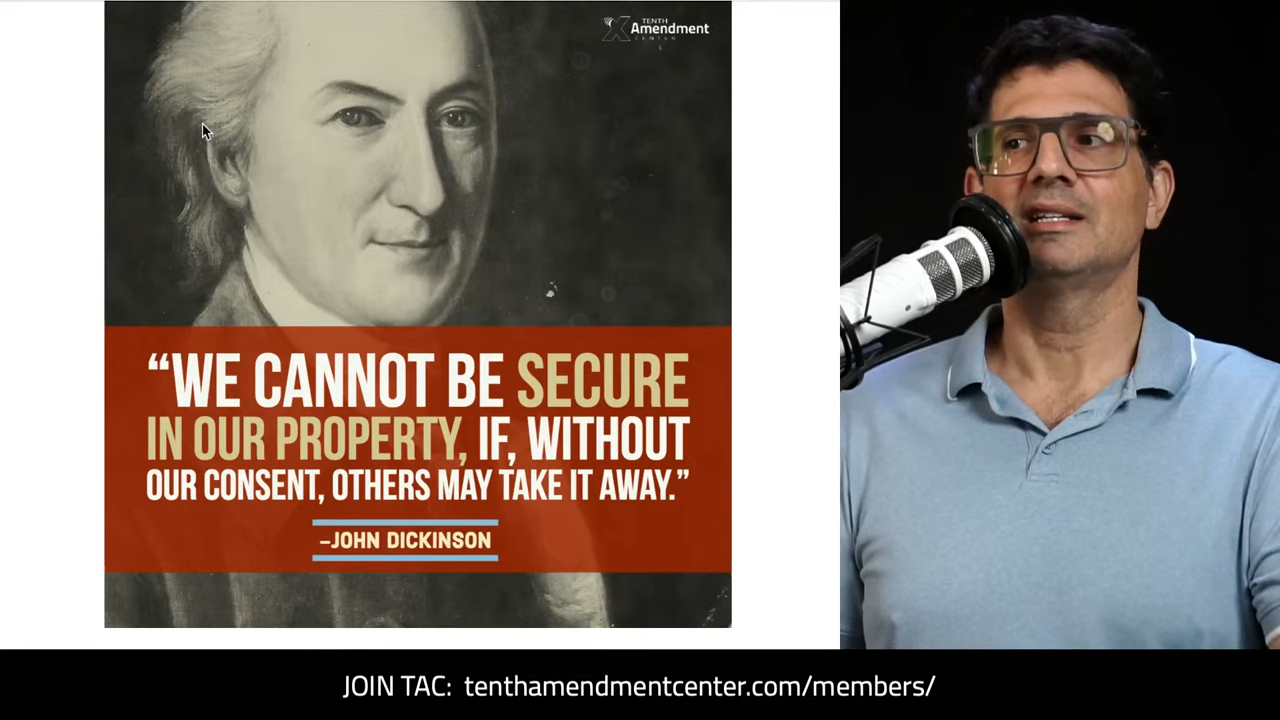 TENTH
Amendment
CENTER
“WE CANNOT BE SECURE
IN OUR PROPERTY, IF, WITHOUT
OUR CONSENT, OTHERS MAY TAKE IT AWAY.”
–JOHN DICKINSON
JOIN TAC: tenthamendmentcenter.com/members/